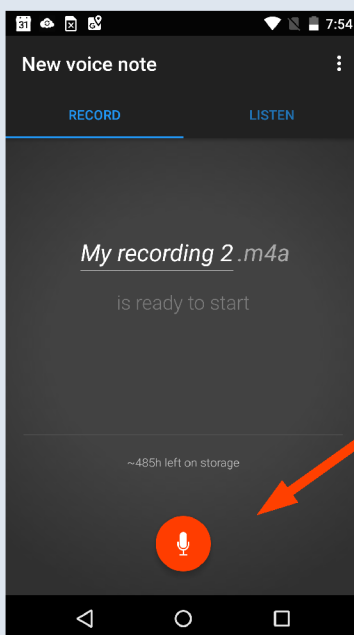 31 7:54
New voice note
RECORD LISTEN
My recording 2.m4a
is ready to start
~485h left on storage